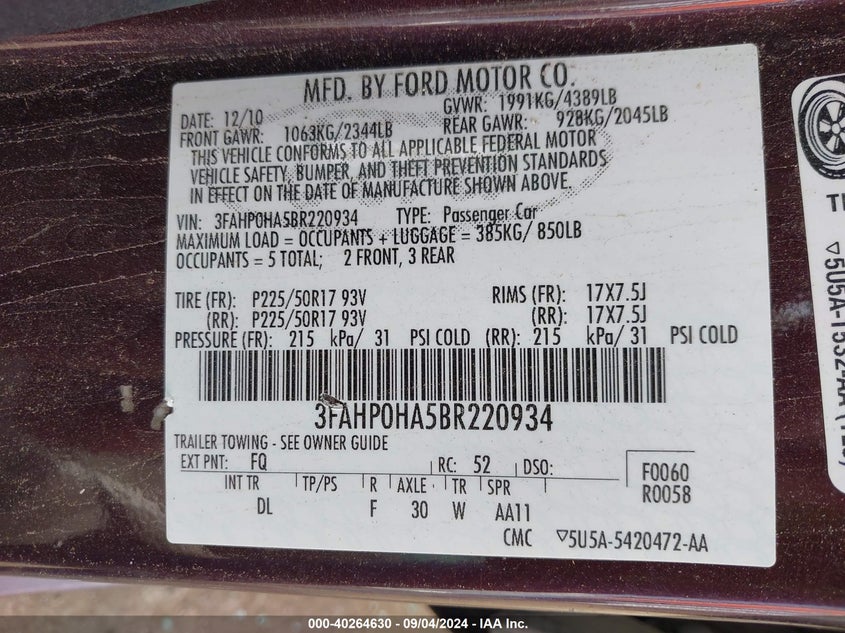 MFD. BY FORD MOTOR CO.
DATE: 12/10 GVWR: 1991KG/4389LB
FRONT GAWR: 1063KG/2344LB REAR GAWR: 928KG/2045LB
THIS VEHICLE CONFORMS TO ALL APPLICABLE FEDERAL MOTOR
VEHICLE SAFETY, BUMPER, AND THEFT PREVENTION STANDARDS
IN EFFECT ON THE DATE OF MANUFACTURE SHOWN ABOVE.
VIN: 3FAHP0HA5BR220934 TYPE: Passenger Car
MAXIMUM LOAD = OCCUPANTS + LUGGAGE = 385KG/ 850LB
OCCUPANTS = 5 TOTAL; 2 FRONT, 3 REAR
TIRE (FR): P225/50R17 93V RIMS (FR): 17X7.5J
(RR): P225/50R17 93V (RR): 17X7.5J
PRESSURE (FR): 215 kPa/ 31 PSI COLD (RR): 215 kPa/ 31 PSI COLD
3FAHP0HA5BR220934
TRAILER TOWING - SEE OWNER GUIDE
EXT PNT: FQ RC: 52 DSO:
INT TR TP/PS R AXLE TR SPR
DL F 30 W AA11
F0060
R0058
CMC ▽5U5A-5420472-AA
000-40264630 - 09/04/2024 - IAA Inc.